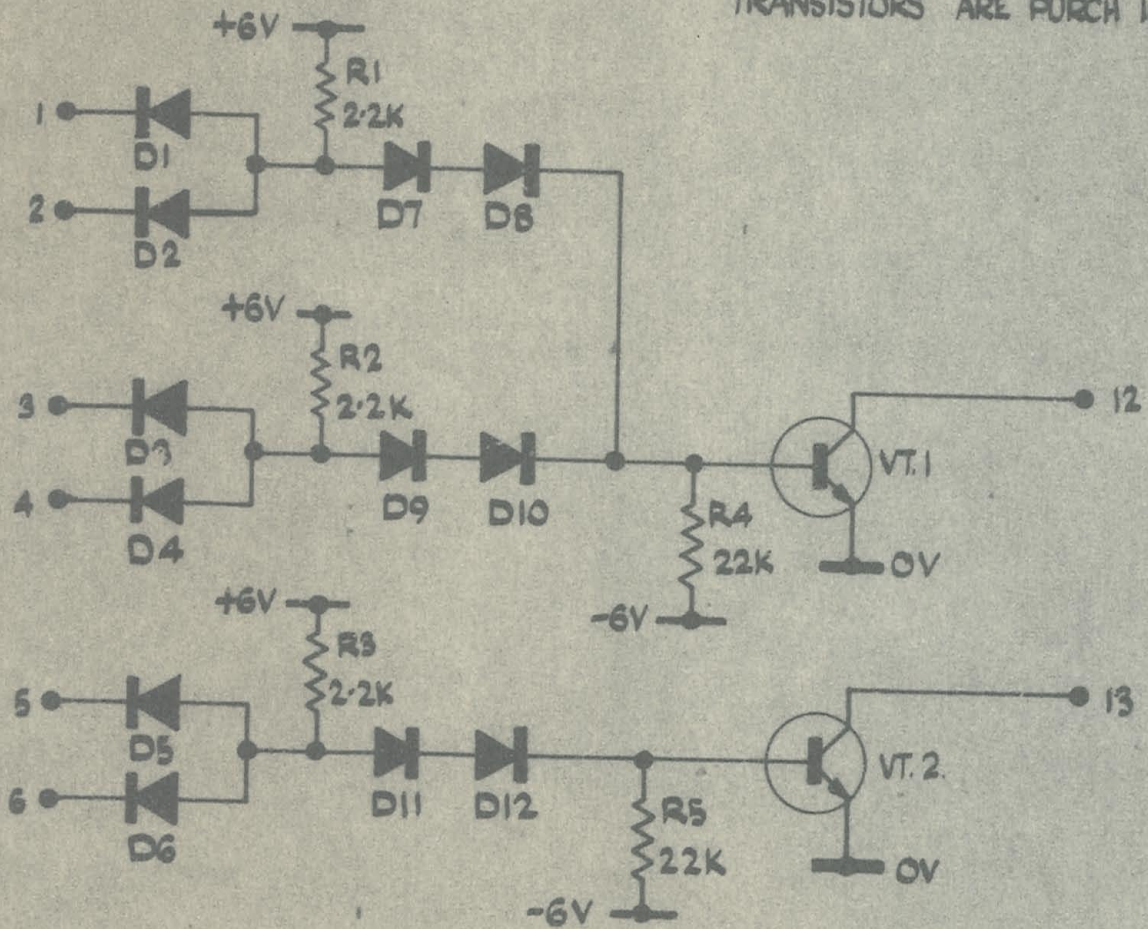 TRANSISTORS ARE PURCH
+6V
R1
2·2K
1
D1
2
D2
D7
D8
+6V
R2
2·2K
3
D3
4
D4
D9
D10
12
VT.1
R4
22K
0V
-6V
+6V
R3
2·2K
5
D5
6
D6
D11
D12
13
VT. 2.
R5
22K
0V
-6V